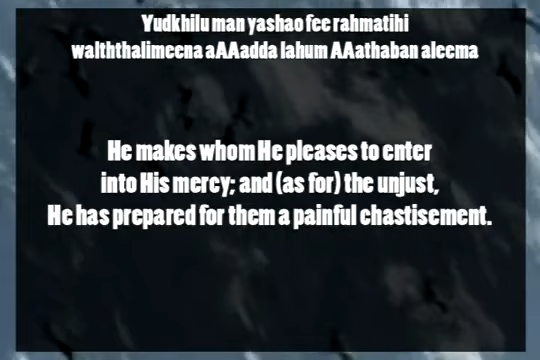 Yudkhilu man yashao fee rahmatihi
walththalimeena aAAadda lahum AAathaban aleema
He makes whom He pleases to enter
into His mercy; and (as for) the unjust,
He has prepared for them a painful chastisement.